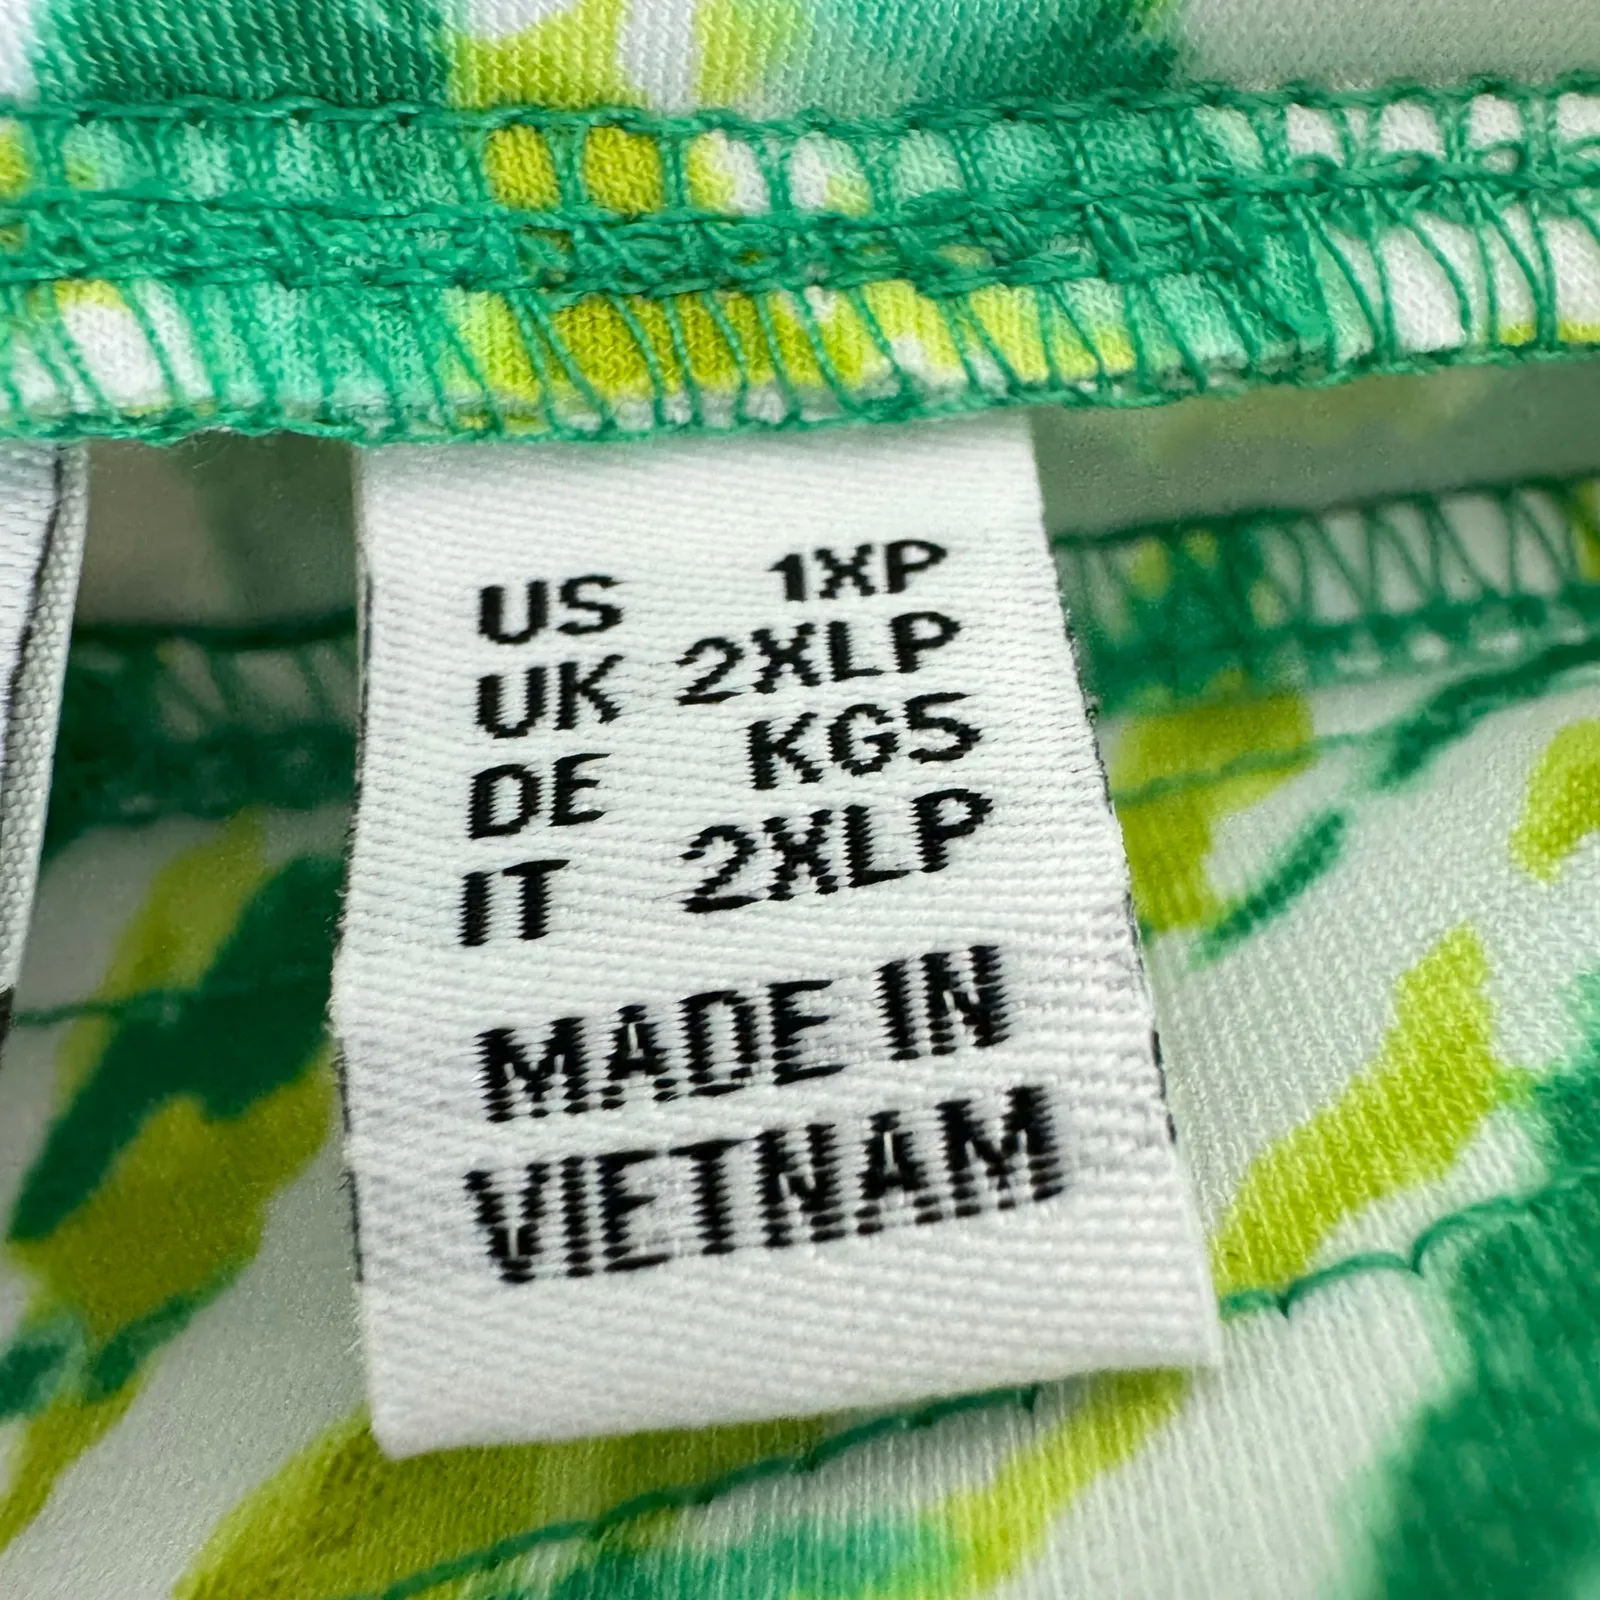 US 1XP
UK 2XLP
DE KG5
IT 2XLP
MADE IN
VIETNAM